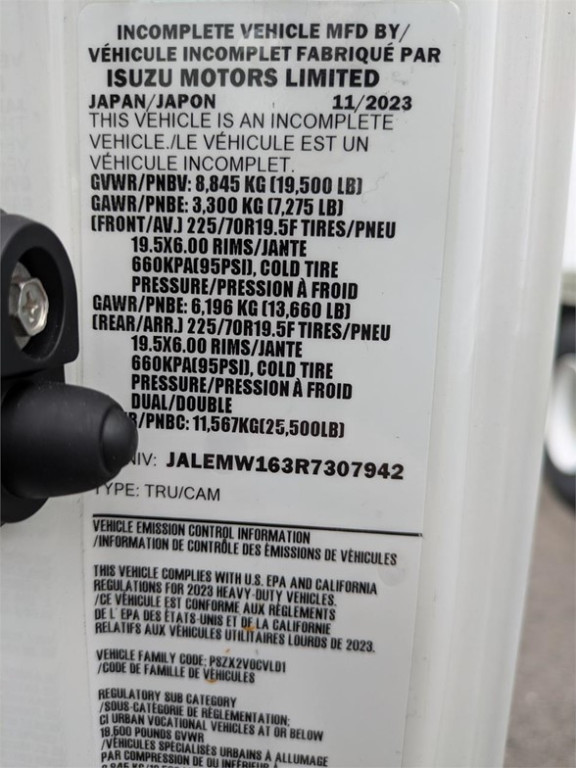 INCOMPLETE VEHICLE MFD BY/
VÉHICULE INCOMPLET FABRIQUÉ PAR
ISUZU MOTORS LIMITED
JAPAN/JAPON 11/2023
THIS VEHICLE IS AN INCOMPLETE
VEHICLE./LE VÉHICULE EST UN
VÉHICULE INCOMPLET.
GVWR/PNBV: 8,845 KG (19,500 LB)
GAWR/PNBE: 3,300 KG (7,275 LB)
(FRONT/AV.) 225/70R19.5F TIRES/PNEU
19.5X6.00 RIMS/JANTE
660KPA(95PSI), COLD TIRE
PRESSURE/PRESSION À FROID
GAWR/PNBE: 6,196 KG (13,660 LB)
(REAR/ARR.) 225/70R19.5F TIRES/PNEU
19.5X6.00 RIMS/JANTE
660KPA(95PSI), COLD TIRE
PRESSURE/PRESSION À FROID
DUAL/DOUBLE
R/PNBC: 11,567KG(25,500LB)
NIV: JALEMW163R7307942
TYPE: TRU/CAM
VEHICLE EMISSION CONTROL INFORMATION
/INFORMATION DE CONTRÔLE DES ÉMISSIONS DE VÉHICULES
THIS VEHICLE COMPLIES WITH U.S. EPA AND CALIFORNIA
REGULATIONS FOR 2023 HEAVY-DUTY VEHICLES.
/CE VÉHICULE EST CONFORME AUX RÈGLEMENTS
DE L'EPA DES ÉTATS-UNIS ET DE LA CALIFORNIE
RELATIFS AUX VÉHICULES UTILITAIRES LOURDS DE 2023.
VEHICLE FAMILY CODE: PSZX2VOCVLD1
/CODE DE FAMILLE DE VÉHICULES
REGULATORY SUB CATEGORY
/SOUS-CATÉGORIE DE RÉGLEMENTATION:
CI URBAN VOCATIONAL VEHICLES AT OR BELOW
19,500 POUNDS GVWR
/VÉHICULES SPÉCIALISÉS URBAINS À ALLUMAGE
PAR COMPRESSION DE OU INFÉRIEUR À